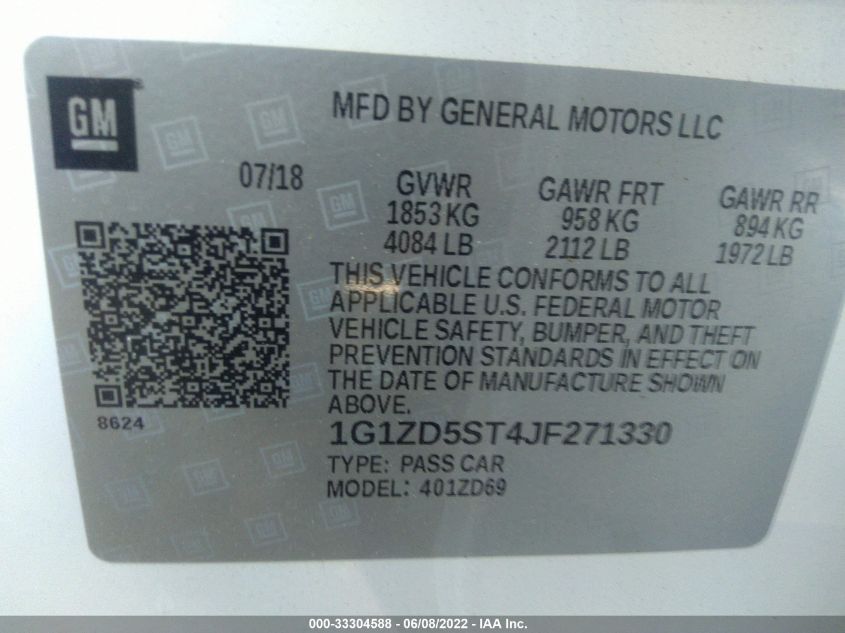 GM
MFD BY GENERAL MOTORS LLC
07/18
GVWR GAWR FRT GAWR RR
1853 KG 958 KG 894 KG
4084 LB 2112 LB 1972 LB
THIS VEHICLE CONFORMS TO ALL
APPLICABLE U.S. FEDERAL MOTOR
VEHICLE SAFETY, BUMPER, AND THEFT
PREVENTION STANDARDS IN EFFECT ON
THE DATE OF MANUFACTURE SHOWN
ABOVE.
8624
1G1ZD5ST4JF271330
TYPE: PASS CAR
MODEL: 401ZD69
000-33304588 - 06/08/2022 - IAA Inc.